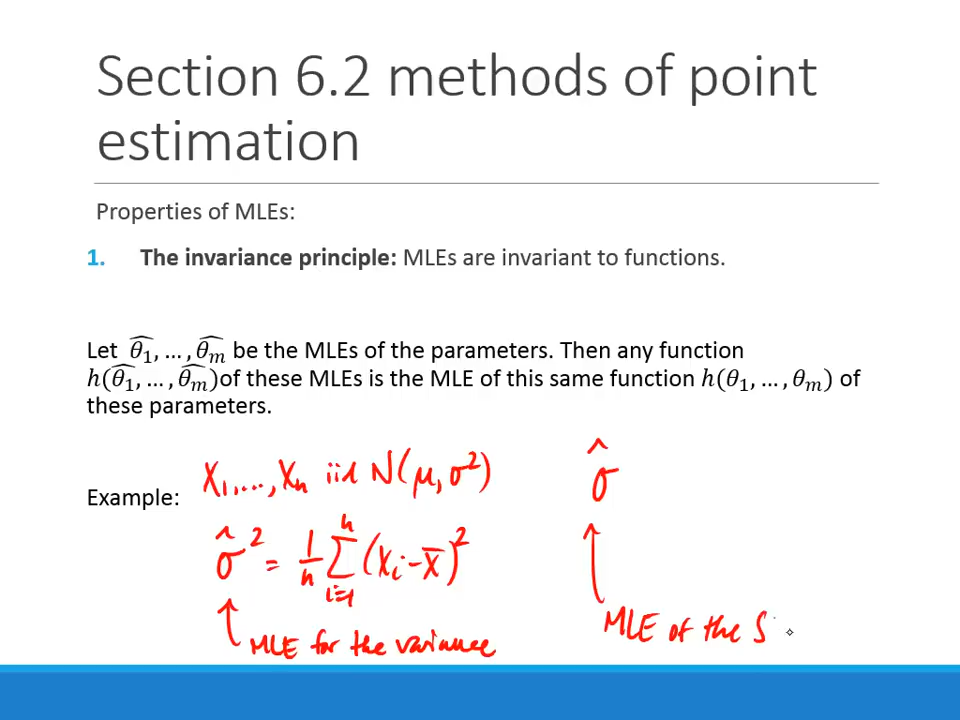 Section 6.2 methods of point
estimation
Properties of MLEs:
1. The invariance principle: MLEs are invariant to functions.
Let θ̂₁, … , θ̂ₘ be the MLEs of the parameters. Then any function
h(θ̂₁, … , θ̂ₘ)of these MLEs is the MLE of this same function h(θ₁, … , θₘ) of
these parameters.
Example: X₁,...,Xₙ iid N(μ, σ²)
σ̂² = 1/n ∑ᵢ₌₁ⁿ (Xᵢ - X̄)²
MLE for the variance
σ̂
MLE of the S